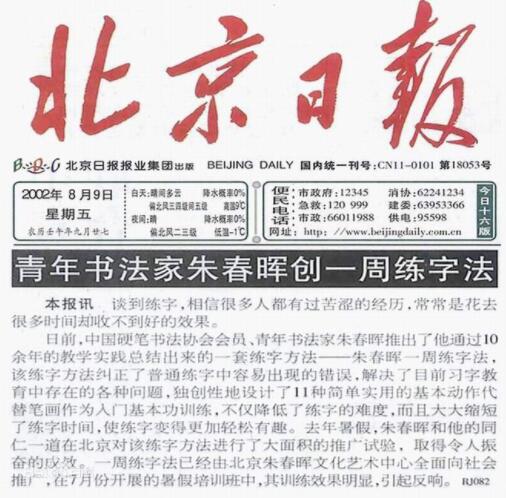 北京日报
BJD 北京日报报业集团出版 BEIJING DAILY 国内统一刊号:CN11-0101 第18053号
2002年 8月9日
星期五
农历壬午年九月廿七
白天:晴间多云 降水概率0%
偏北风三四级间五级 高温9℃
夜间:晴 降水概率0%
偏北风二三级 低温-1℃
便民电话
市政府:12345 消协:62241234
急救:120 999 建委:63953366
市政:66011988 供电:95598
网址: http: //www.beijingdaily.com.cn
今日十六版
青年书法家朱春晖创一周练字法
本报讯 谈到练字,相信很多人都有过苦涩的经历,常常是花去
很多时间却收不到好的效果。
日前,中国硬笔书法协会会员、青年书法家朱春晖推出了他通过10
余年的教学实践总结出来的一套练字方法——朱春晖一周练字法,
该练字方法纠正了普通练字中容易出现的错误,解决了目前习字教
育中存在的各种问题,独创性地设计了11种简单实用的基本动作代
替笔画作为入门基本功训练,不仅降低了练字的难度,而且大大缩短
了练字时间,使练字变得更加轻松有趣。去年暑假,朱春晖和他的同
仁一道在北京对该练字方法进行了大面积的推广试验,取得令人振
奋的成效。一周练字法已经由北京朱春晖文化艺术中心全面向社会
推广,在7月份开展的暑假培训班中,其训练效果明显,引起反响。 RJ082